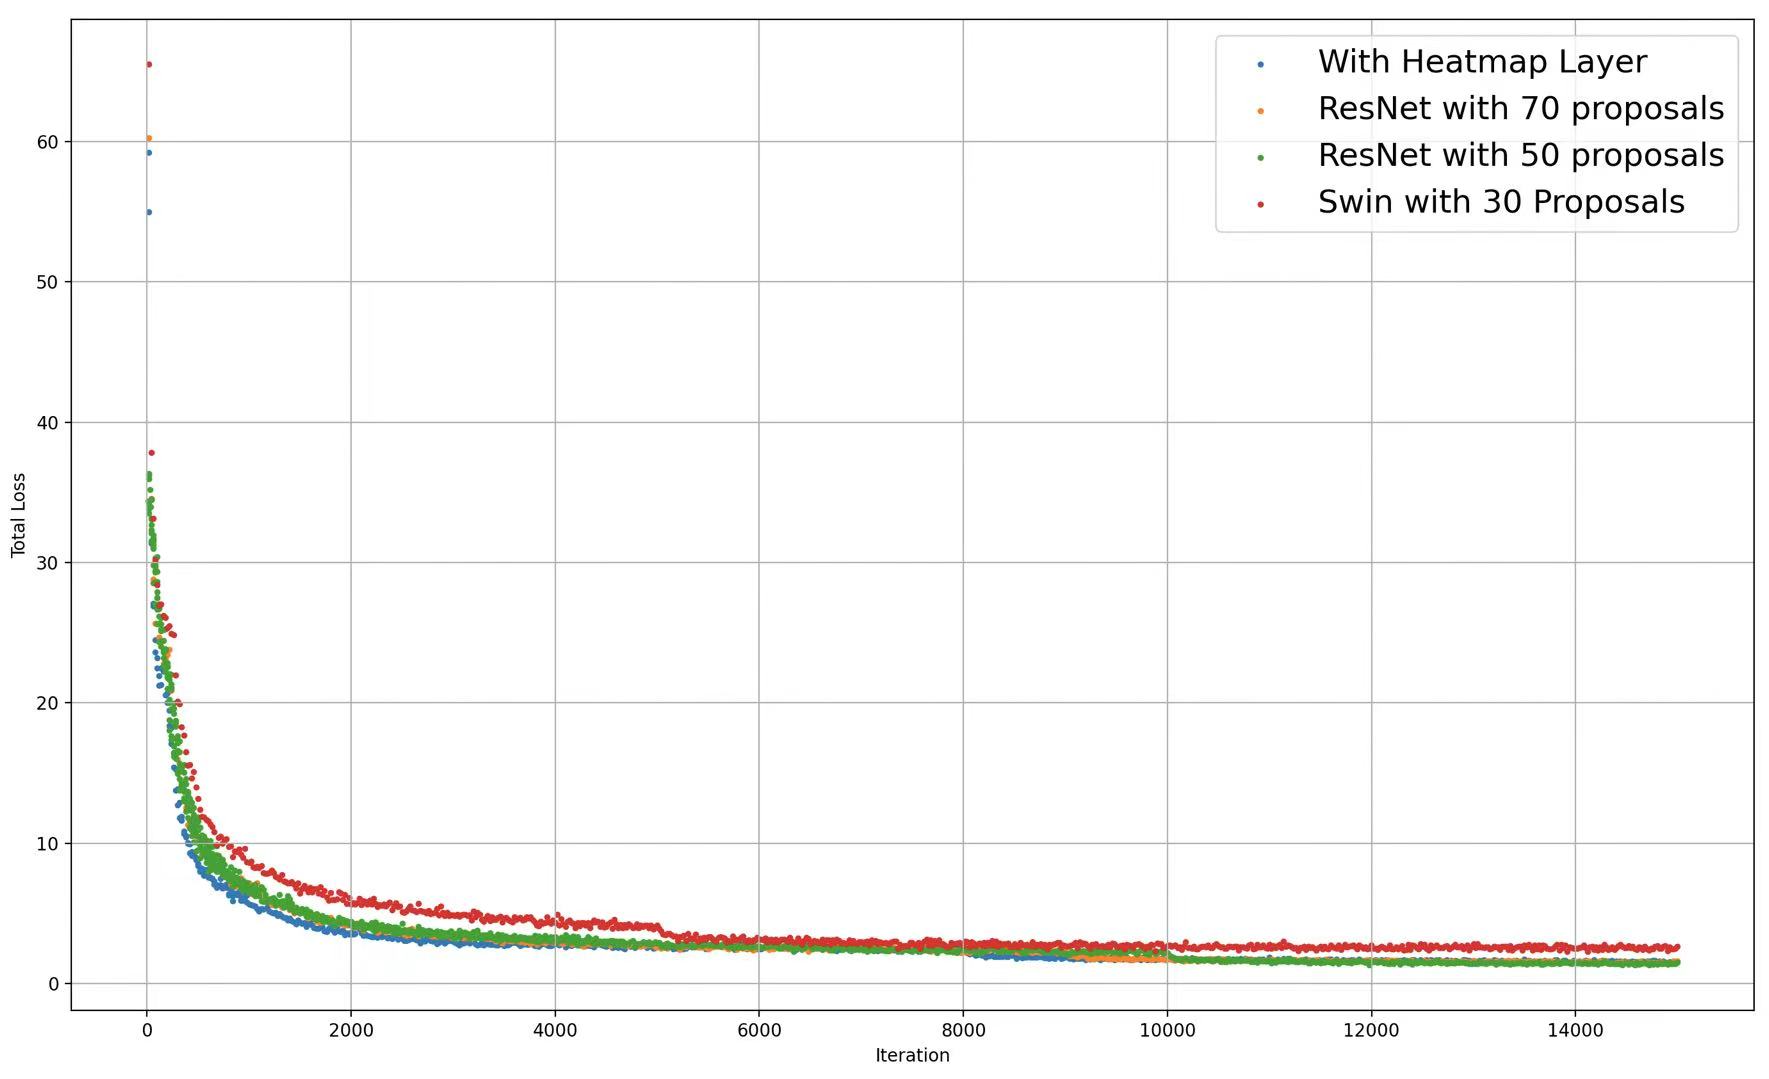 With Heatmap Layer
ResNet with 70 proposals
ResNet with 50 proposals
Swin with 30 Proposals
60
50
40
30
20
10
0
Total Loss
0 2000 4000 6000 8000 10000 12000 14000
Iteration